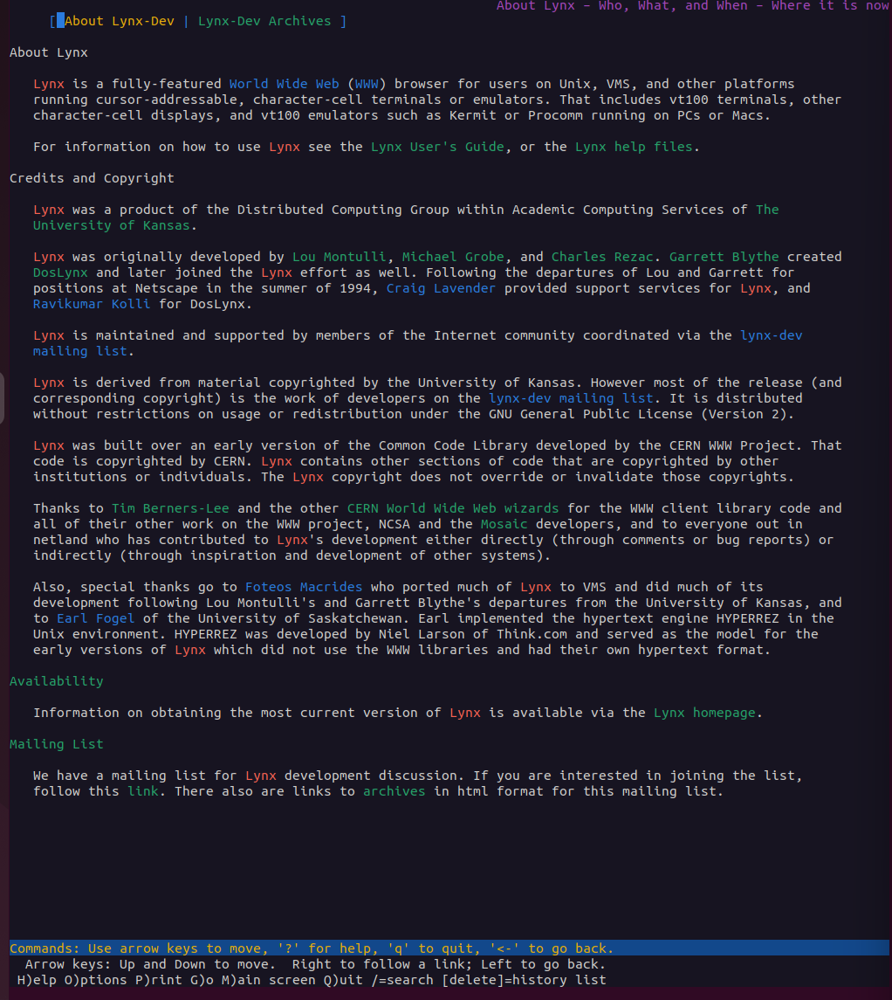 About Lynx - Who, What, and When - Where it is now
[ About Lynx-Dev | Lynx-Dev Archives ]
About Lynx
Lynx is a fully-featured World Wide Web (WWW) browser for users on Unix, VMS, and other platforms
running cursor-addressable, character-cell terminals or emulators. That includes vt100 terminals, other
character-cell displays, and vt100 emulators such as Kermit or Procomm running on PCs or Macs.
For information on how to use Lynx see the Lynx User's Guide, or the Lynx help files.
Credits and Copyright
Lynx was a product of the Distributed Computing Group within Academic Computing Services of The
University of Kansas.
Lynx was originally developed by Lou Montulli, Michael Grobe, and Charles Rezac. Garrett Blythe created
DosLynx and later joined the Lynx effort as well. Following the departures of Lou and Garrett for
positions at Netscape in the summer of 1994, Craig Lavender provided support services for Lynx, and
Ravikumar Kolli for DosLynx.
Lynx is maintained and supported by members of the Internet community coordinated via the lynx-dev
mailing list.
Lynx is derived from material copyrighted by the University of Kansas. However most of the release (and
corresponding copyright) is the work of developers on the lynx-dev mailing list. It is distributed
without restrictions on usage or redistribution under the GNU General Public License (Version 2).
Lynx was built over an early version of the Common Code Library developed by the CERN WWW Project. That
code is copyrighted by CERN. Lynx contains other sections of code that are copyrighted by other
institutions or individuals. The Lynx copyright does not override or invalidate those copyrights.
Thanks to Tim Berners-Lee and the other CERN World Wide Web wizards for the WWW client library code and
all of their other work on the WWW project, NCSA and the Mosaic developers, and to everyone out in
netland who has contributed to Lynx's development either directly (through comments or bug reports) or
indirectly (through inspiration and development of other systems).
Also, special thanks go to Foteos Macrides who ported much of Lynx to VMS and did much of its
development following Lou Montulli's and Garrett Blythe's departures from the University of Kansas, and
to Earl Fogel of the University of Saskatchewan. Earl implemented the hypertext engine HYPERREZ in the
Unix environment. HYPERREZ was developed by Niel Larson of Think.com and served as the model for the
early versions of Lynx which did not use the WWW libraries and had their own hypertext format.
Availability
Information on obtaining the most current version of Lynx is available via the Lynx homepage.
Mailing List
We have a mailing list for Lynx development discussion. If you are interested in joining the list,
follow this link. There also are links to archives in html format for this mailing list.
Commands: Use arrow keys to move, '?' for help, 'q' to quit, '<-' to go back.
Arrow keys: Up and Down to move.  Right to follow a link; Left to go back.
H)elp O)ptions P)rint G)o M)ain screen Q)uit /=search [delete]=history list